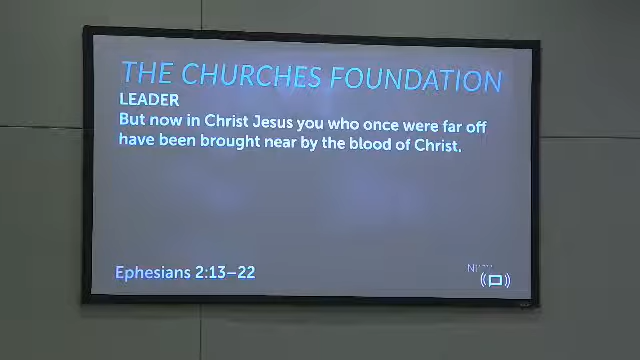 THE CHURCHES FOUNDATION
LEADER
But now in Christ Jesus you who once were far off
have been brought near by the blood of Christ.
Ephesians 2:13–22